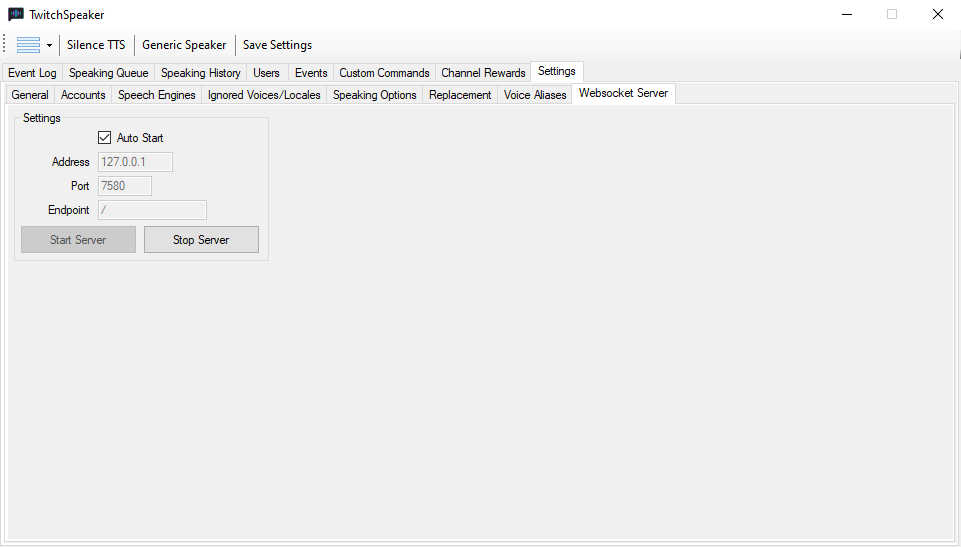 TwitchSpeaker
Silence TTS Generic Speaker Save Settings
Event Log Speaking Queue Speaking History Users Events Custom Commands Channel Rewards Settings
General Accounts Speech Engines Ignored Voices/Locales Speaking Options Replacement Voice Aliases Websocket Server
Settings
Auto Start
Address 127.0.0.1
Port 7580
Endpoint /
Start Server Stop Server